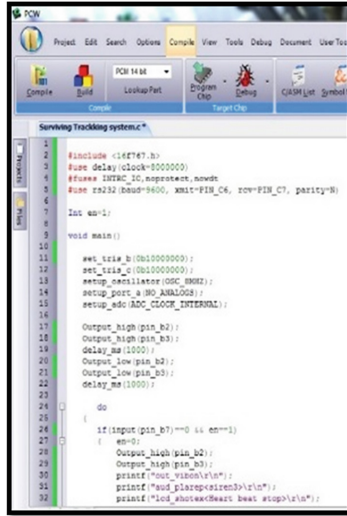 PCW
Project Edit Search Options Compile View Tools Debug Document User Too
Compile Build PCM 14 bit Lookup Part Program Chip Debug C/ASM List Symbol
Compile Target Chip
Surviving Trackking system.c*
Projects
Files
1
2 #include <16f767.h>
3 #use delay(clock=8000000)
4 #fuses INTRC_IO,noprotect,nowdt
5 #use rs232(baud=9600, xmit=PIN_C6, rcv=PIN_C7, parity=N)
6
7 Int en=1;
8
9 void main()
10
11 set_tris_b(0b10000000);
12 set_tris_c(0b10000000);
13 setup_oscillator(OSC_8MHZ);
14 setup_port_a(NO_ANALOGS);
15 setup_adc(ADC_CLOCK_INTERNAL);
16
17 Output_high(pin_b2);
18 Output_high(pin_b3);
19 delay_ms(1000);
20 Output_low(pin_b2);
21 Output_low(pin_b3);
22 delay_ms(1000);
23
24 do
25 {
26 if(input(pin_b7)==0 && en==1)
27 { en=0;
28 Output_high(pin_b2);
29 Output_high(pin_b3);
30 printf("out_vibon\r\n");
31 printf("aud_plarep<siren3>\r\n");
32 printf("lcd_shotex<Heart beat stop>\r\n");